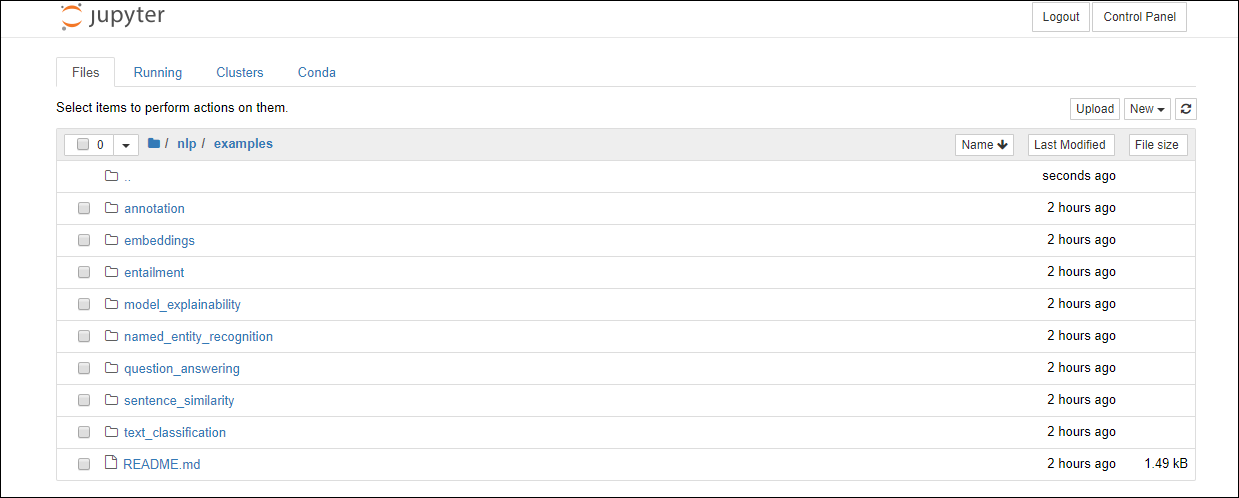 jupyter Logout Control Panel
Files Running Clusters Conda
Select items to perform actions on them. Upload New
0 / nlp / examples Name Last Modified File size
.. seconds ago
annotation 2 hours ago
embeddings 2 hours ago
entailment 2 hours ago
model_explainability 2 hours ago
named_entity_recognition 2 hours ago
question_answering 2 hours ago
sentence_similarity 2 hours ago
text_classification 2 hours ago
README.md 2 hours ago 1.49 kB